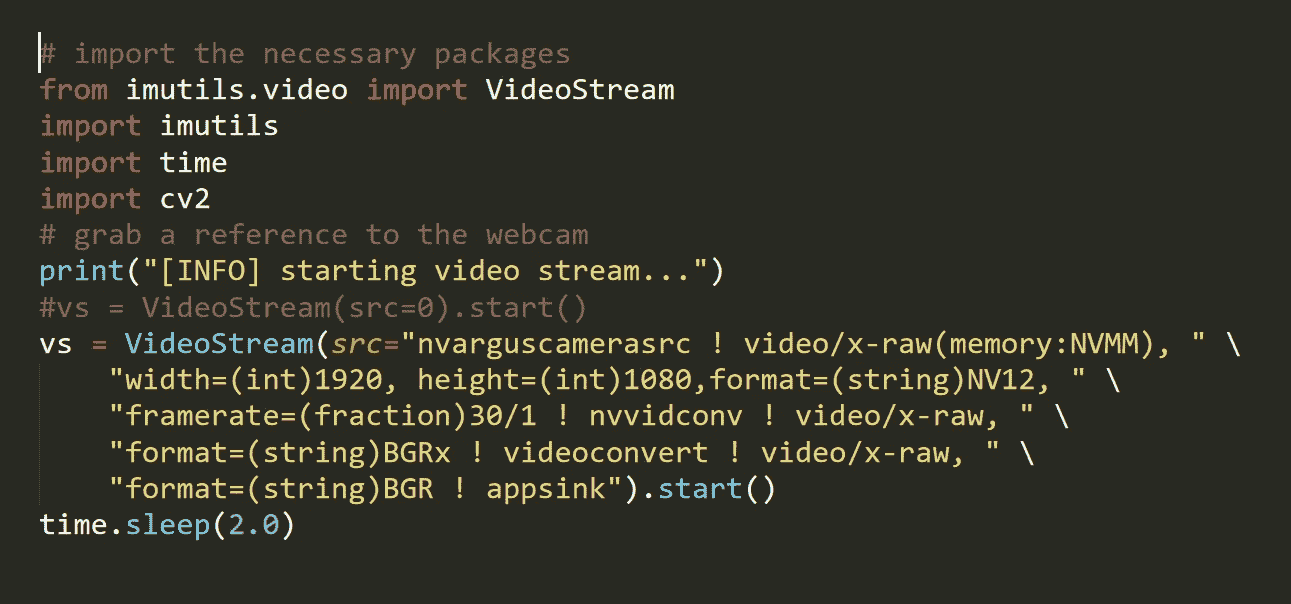 # import the necessary packages
from imutils.video import VideoStream
import imutils
import time
import cv2
# grab a reference to the webcam
print("[INFO] starting video stream...")
#vs = VideoStream(src=0).start()
vs = VideoStream(src="nvarguscamerasrc ! video/x-raw(memory:NVMM), " \
    "width=(int)1920, height=(int)1080,format=(string)NV12, " \
    "framerate=(fraction)30/1 ! nvvidconv ! video/x-raw, " \
    "format=(string)BGRx ! videoconvert ! video/x-raw, " \
    "format=(string)BGR ! appsink").start()
time.sleep(2.0)